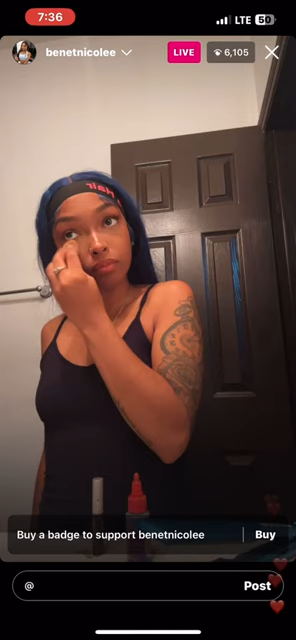 7:36
LTE 50
benetnicolee
LIVE
6,105
Buy a badge to support benetnicolee
Buy
@
Post